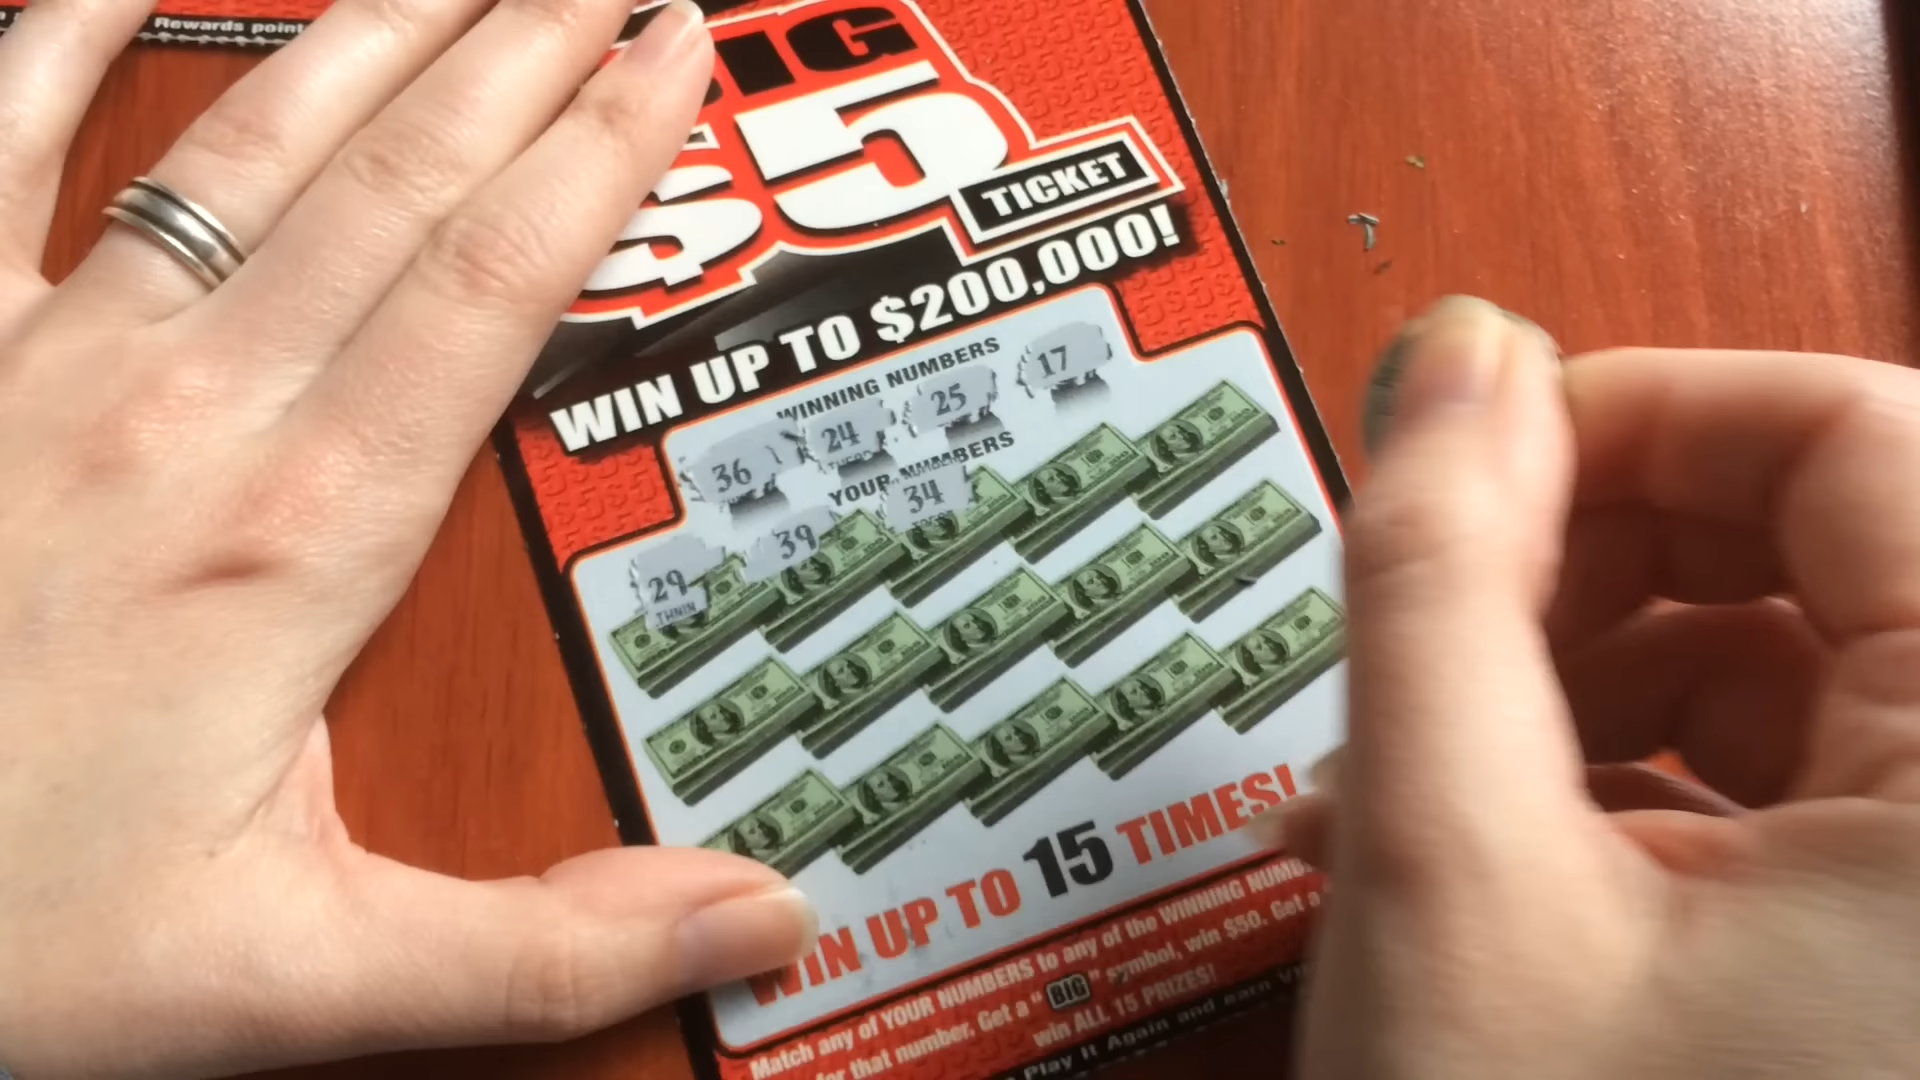 Rewards point
BIG
$5
TICKET
WIN UP TO $200,000!
WINNING NUMBERS
36 24 25 17
YOUR NUMBERS
29 39 34
THNIN
WIN UP TO 15 TIMES!
Match any of YOUR NUMBERS to any of the WINNING
for that number. Get a "BIG" symbol, win $50. Get a
win ALL 15 PRIZES!
Play It Again and earn